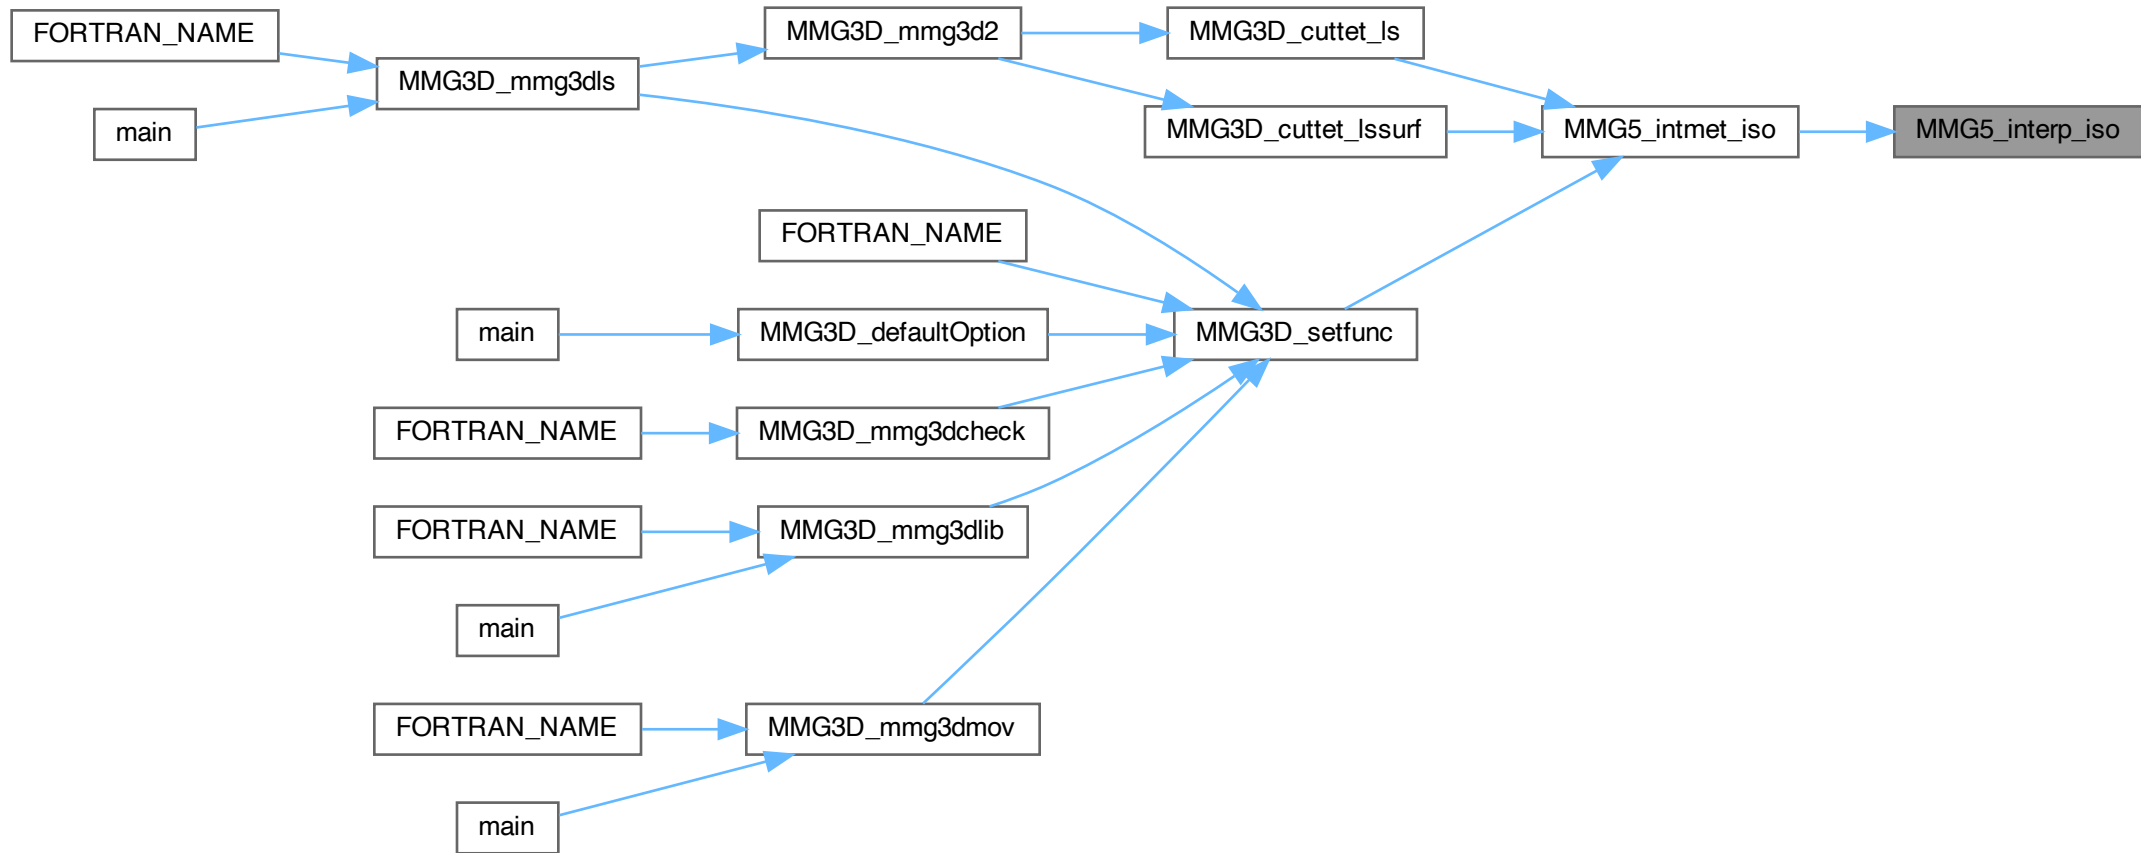 FORTRAN_NAME
MMG3D_mmg3d2
MMG3D_cuttet_ls
MMG3D_mmg3dls
main
MMG3D_cuttet_lssurf
MMG5_intmet_iso
MMG5_interp_iso
FORTRAN_NAME
main
MMG3D_defaultOption
MMG3D_setfunc
FORTRAN_NAME
MMG3D_mmg3dcheck
FORTRAN_NAME
MMG3D_mmg3dlib
main
FORTRAN_NAME
MMG3D_mmg3dmov
main